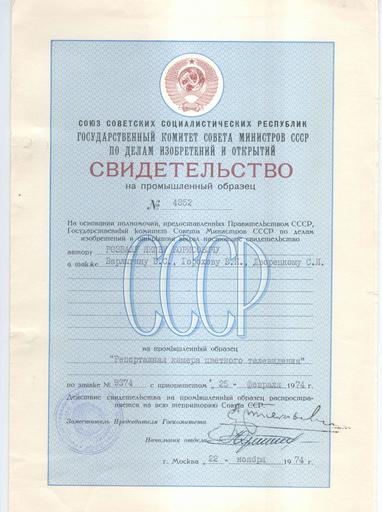 СОЮЗ СОВЕТСКИХ СОЦИАЛИСТИЧЕСКИХ РЕСПУБЛИК
ГОСУДАРСТВЕННЫЙ КОМИТЕТ СОВЕТА МИНИСТРОВ СССР
ПО ДЕЛАМ ИЗОБРЕТЕНИЙ И ОТКРЫТИЙ
СВИДЕТЕЛЬСТВО
на промышленный образец
№ 4852
На основании полномочий, предоставленных Правительством СССР,
Государственный комитет Совета Министров СССР по делам
изобретений и открытий выдал настоящее свидетельство
автору
а также В.С., Горохову В.И., Дворецкому С.И.
СССР
на промышленный образец
"Репортажная камера цветного телевидения"
по заявке № 9374 с приоритетом 25 - февраля 1974 г.
Действие свидетельства на промышленный образец распростра-
няется на всю территорию Союза ССР.
Заместитель Председателя Госкомитета
Начальник отдела
г. Москва, 22 - ноября 1974 г.